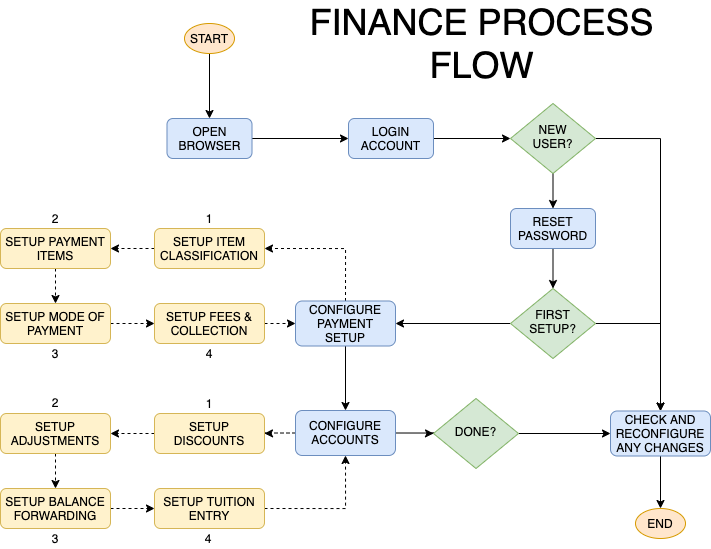 FINANCE PROCESS
FLOW
START
OPEN
BROWSER
LOGIN
ACCOUNT
NEW
USER?
RESET
PASSWORD
2
1
SETUP PAYMENT
ITEMS
SETUP ITEM
CLASSIFICATION
SETUP MODE OF
PAYMENT
SETUP FEES &
COLLECTION
CONFIGURE
PAYMENT
SETUP
FIRST
SETUP?
3
4
2
1
SETUP
ADJUSTMENTS
SETUP
DISCOUNTS
CONFIGURE
ACCOUNTS
DONE?
CHECK AND
RECONFIGURE
ANY CHANGES
SETUP BALANCE
FORWARDING
SETUP TUITION
ENTRY
END
3
4